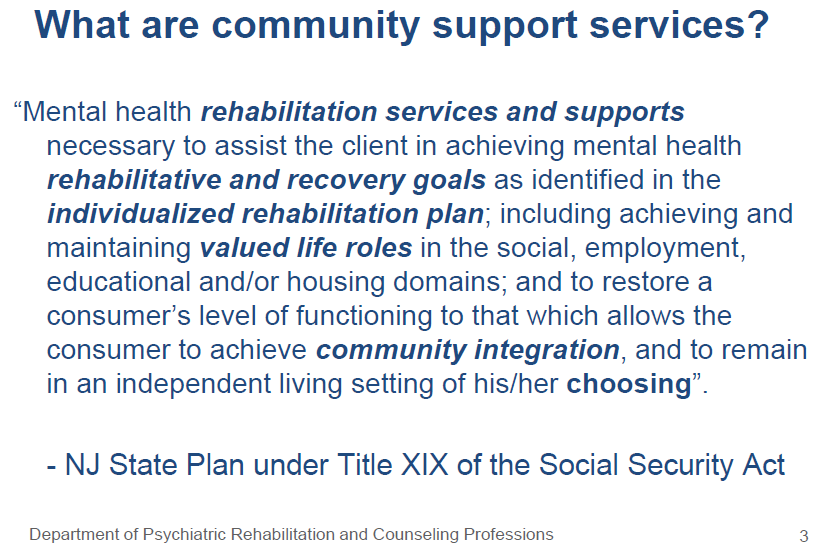 What are community support services?
“Mental health rehabilitation services and supports
necessary to assist the client in achieving mental health
rehabilitative and recovery goals as identified in the
individualized rehabilitation plan; including achieving and
maintaining valued life roles in the social, employment,
educational and/or housing domains; and to restore a
consumer’s level of functioning to that which allows the
consumer to achieve community integration, and to remain
in an independent living setting of his/her choosing”.
- NJ State Plan under Title XIX of the Social Security Act
Department of Psychiatric Rehabilitation and Counseling Professions
3